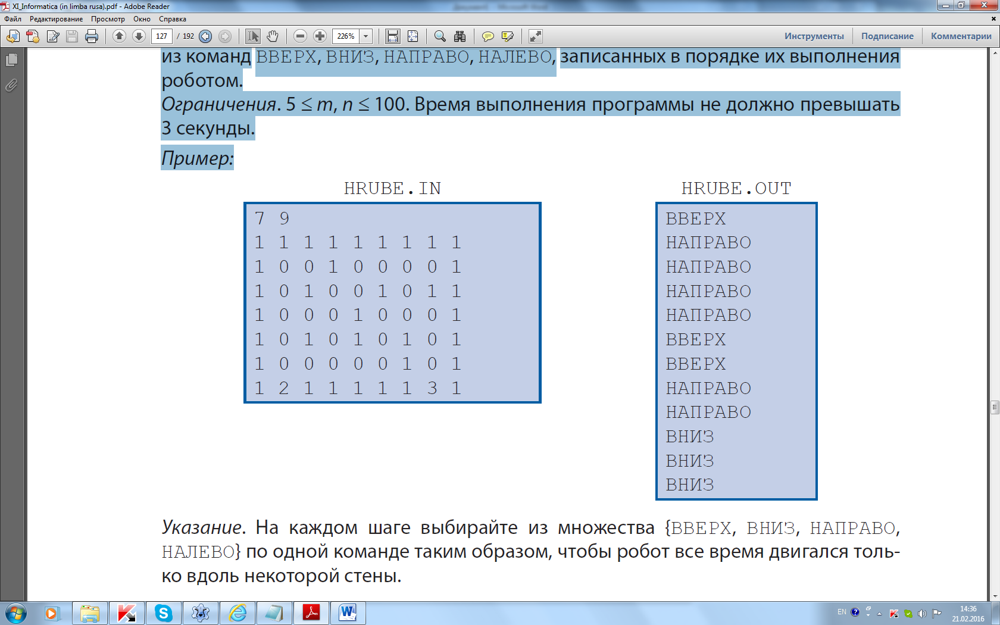 XI_Informatica (in limba rusa).pdf - Adobe Reader
Файл Редактирование Просмотр Окно Справка
127 / 192 226% Инструменты Подписание Комментарии
из команд ВВЕРХ, ВНИЗ, НАПРАВО, НАЛЕВО, записанных в порядке их выполнения
роботом.
Ограничения. 5 ≤ m, n ≤ 100. Время выполнения программы не должно превышать
3 секунды.
Пример:
HRUBE.IN
7 9
1 1 1 1 1 1 1 1 1
1 0 0 1 0 0 0 0 1
1 0 1 0 0 1 0 1 1
1 0 0 0 1 0 0 0 1
1 0 1 0 1 0 1 0 1
1 0 0 0 0 0 1 0 1
1 2 1 1 1 1 1 3 1
HRUBE.OUT
ВВЕРХ
НАПРАВО
НАПРАВО
НАПРАВО
НАПРАВО
ВВЕРХ
ВВЕРХ
НАПРАВО
НАПРАВО
ВНИЗ
ВНИЗ
ВНИЗ
Указание. На каждом шаге выбирайте из множества {ВВЕРХ, ВНИЗ, НАПРАВО,
НАЛЕВО} по одной команде таким образом, чтобы робот все время двигался толь-
ко вдоль некоторой стены.
EN 14:36
21.02.2016